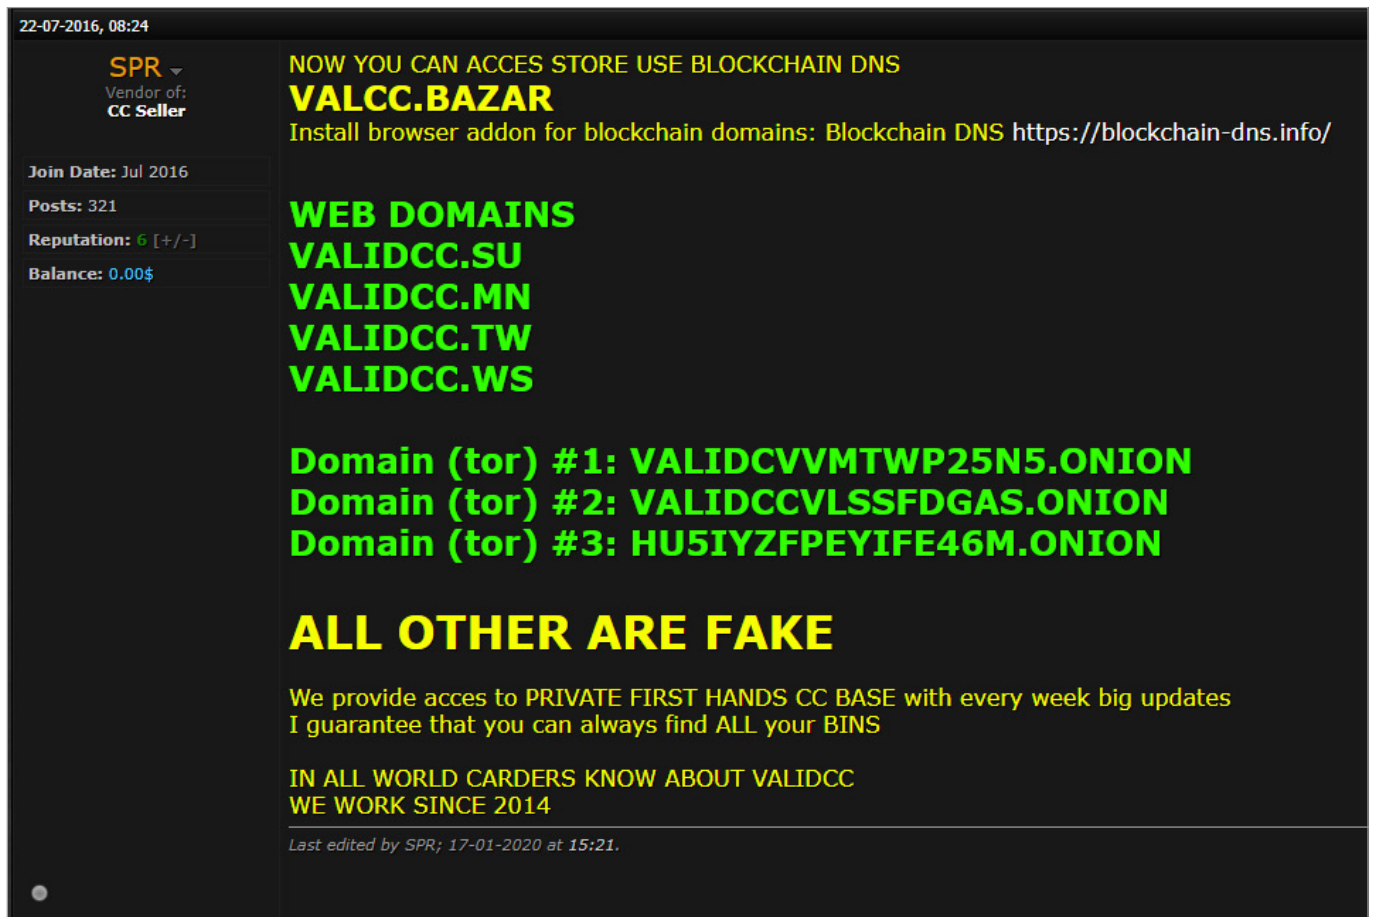 22-07-2016, 08:24
SPR
Vendor of:
CC Seller
Join Date: Jul 2016
Posts: 321
Reputation: 6 [+/-]
Balance: 0.00$
NOW YOU CAN ACCES STORE USE BLOCKCHAIN DNS
VALCC.BAZAR
Install browser addon for blockchain domains: Blockchain DNS https://blockchain-dns.info/
WEB DOMAINS
VALIDCC.SU
VALIDCC.MN
VALIDCC.TW
VALIDCC.WS
Domain (tor) #1: VALIDCVVMTWP25N5.ONION
Domain (tor) #2: VALIDCCVLSSFDGAS.ONION
Domain (tor) #3: HU5IYZFPEYIFE46M.ONION
ALL OTHER ARE FAKE
We provide acces to PRIVATE FIRST HANDS CC BASE with every week big updates
I guarantee that you can always find ALL your BINS
IN ALL WORLD CARDERS KNOW ABOUT VALIDCC
WE WORK SINCE 2014
Last edited by SPR; 17-01-2020 at 15:21.